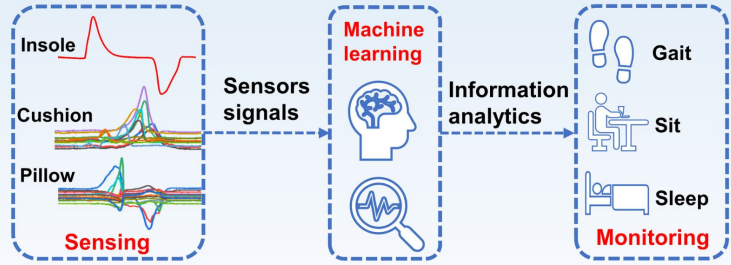 Insole
Cushion
Pillow
Sensing
Sensors
signals
Machine
learning
Information
analytics
Gait
Sit
Sleep
Monitoring